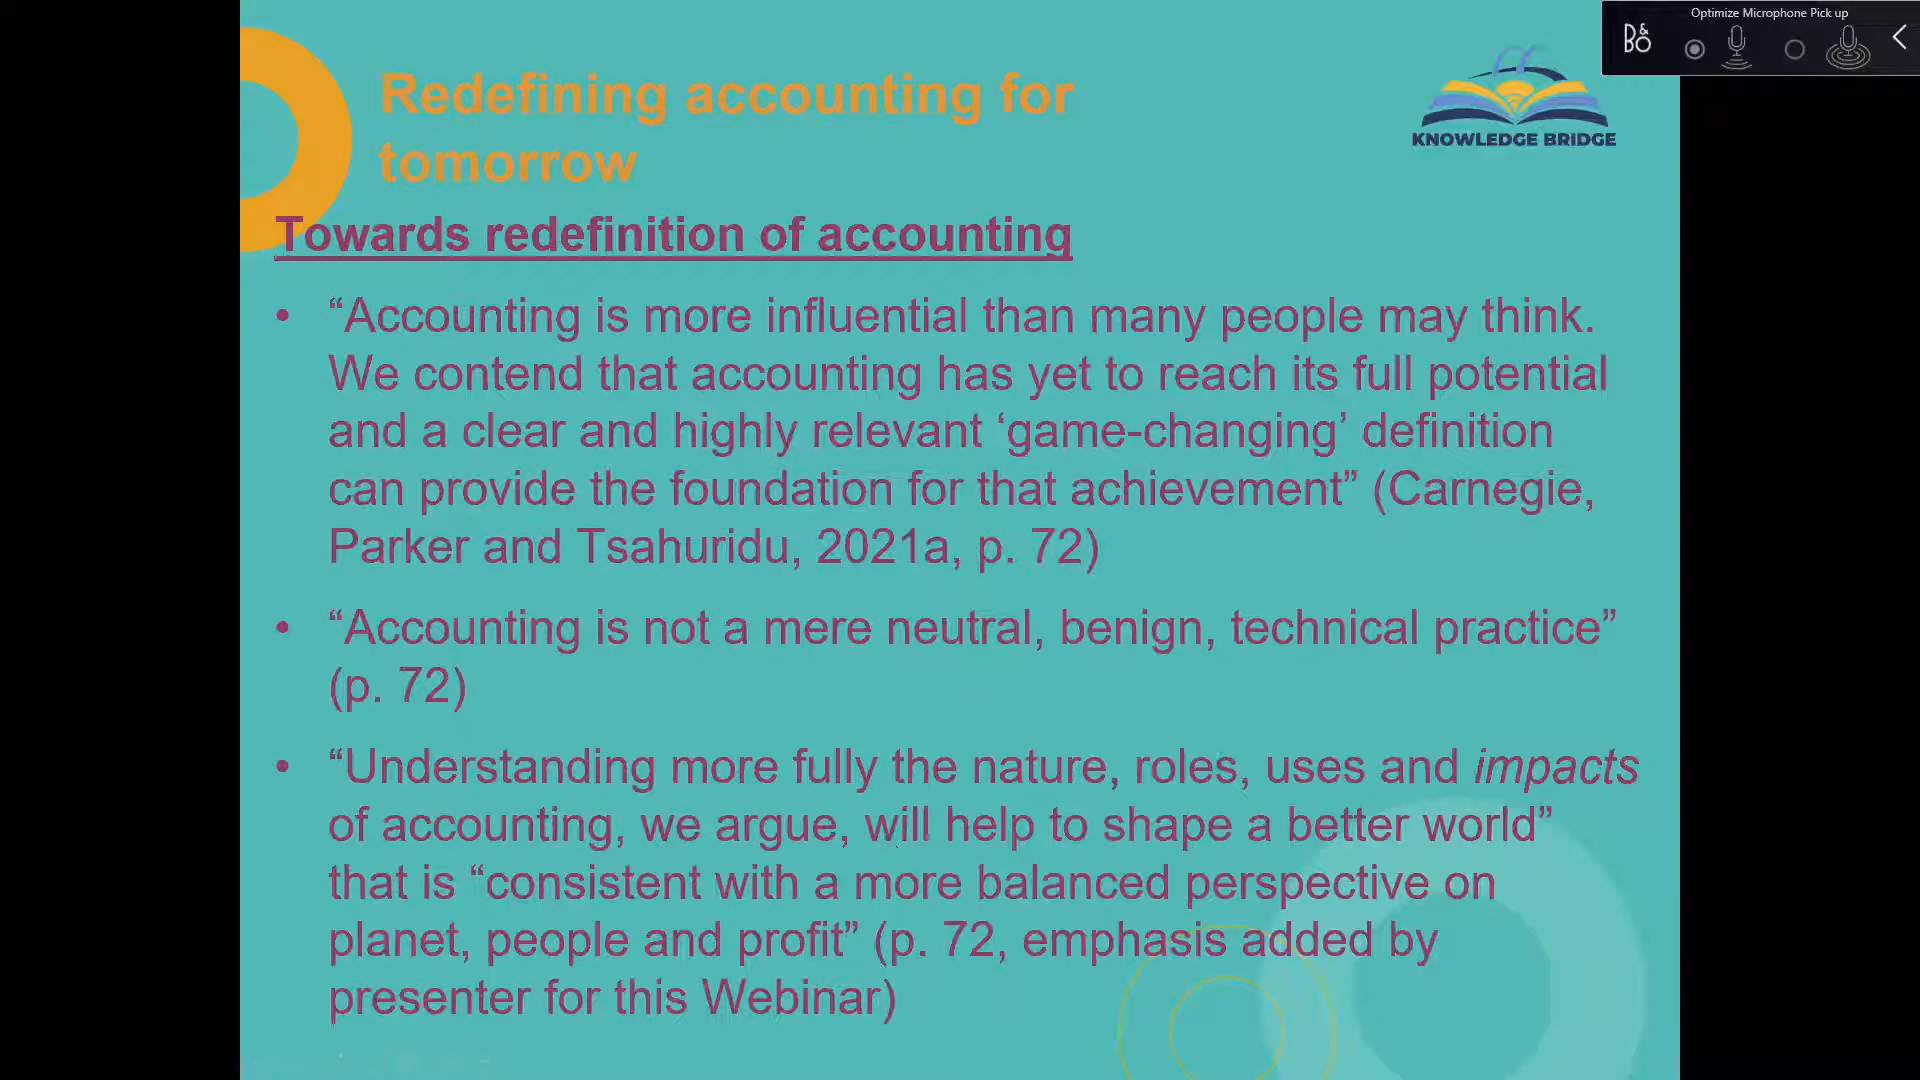 Optimize Microphone Pick up
B&O
Redefining accounting for
tomorrow
KNOWLEDGE BRIDGE
Towards redefinition of accounting
• “Accounting is more influential than many people may think.
We contend that accounting has yet to reach its full potential
and a clear and highly relevant ‘game-changing’ definition
can provide the foundation for that achievement” (Carnegie,
Parker and Tsahuridu, 2021a, p. 72)
• “Accounting is not a mere neutral, benign, technical practice”
(p. 72)
• “Understanding more fully the nature, roles, uses and impacts
of accounting, we argue, will help to shape a better world”
that is “consistent with a more balanced perspective on
planet, people and profit” (p. 72, emphasis added by
presenter for this Webinar)